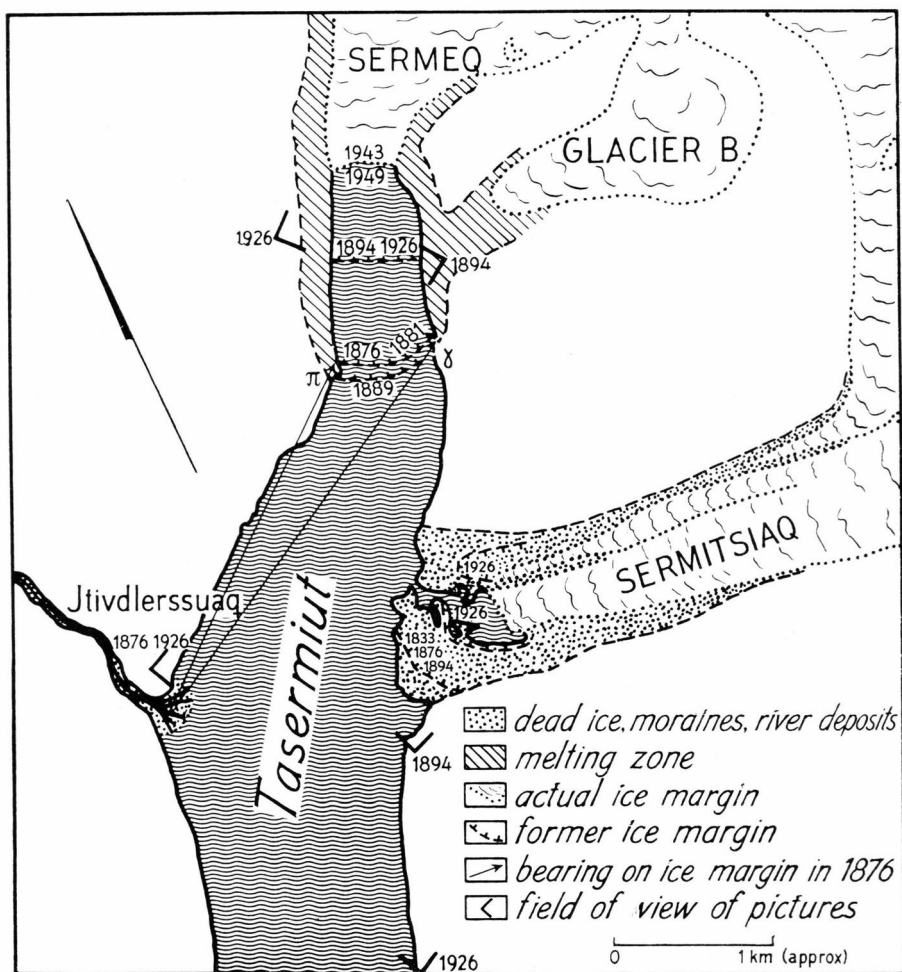 SERMEQ
GLACIER B
1943
1949
1926
1894 1926
1894
1881
1876
γ
π
1889
SERMITSIAQ
1926
1926
Jtivdlerssuaq
1876 1926
1833
1876
1894
Tasermiut
1894
1926
dead ice, moraines, river deposits
melting zone
actual ice margin
former ice margin
bearing on ice margin in 1876
field of view of pictures
0 1 km (approx)